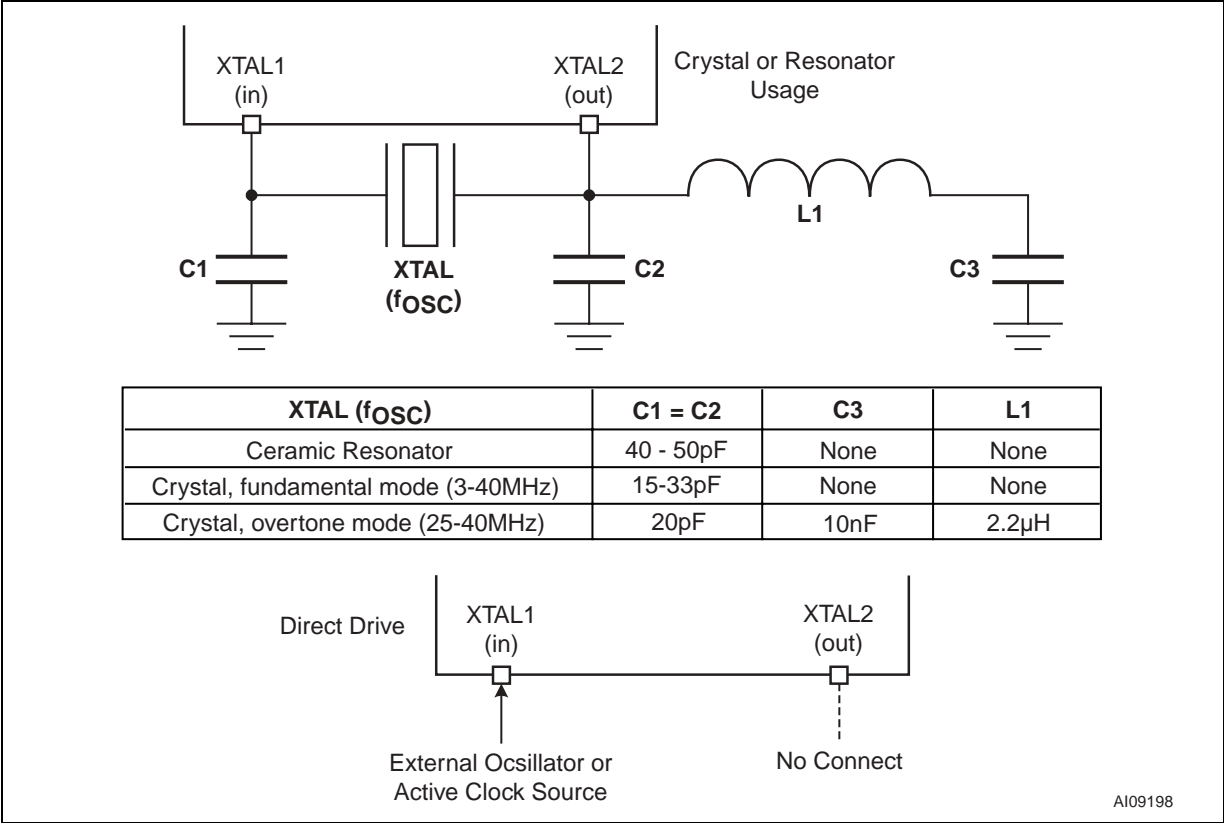 XTAL1
(in)
XTAL2
(out)
Crystal or Resonator
Usage
L1
C1
XTAL
(fOSC)
C2
C3
XTAL (fOSC) C1 = C2 C3 L1
Ceramic Resonator 40 - 50pF None None
Crystal, fundamental mode (3-40MHz) 15-33pF None None
Crystal, overtone mode (25-40MHz) 20pF 10nF 2.2µH
Direct Drive
XTAL1
(in)
XTAL2
(out)
External Ocsillator or
Active Clock Source
No Connect
AI09198